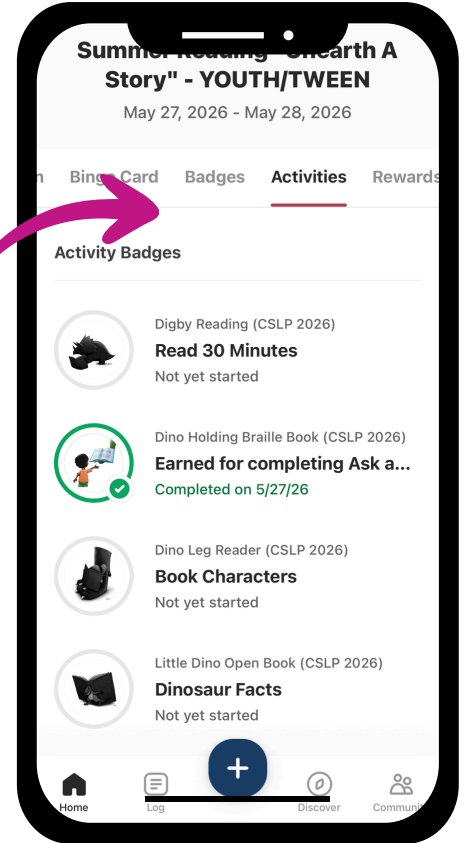 Summer Reading "Unearth A
Story" - YOUTH/TWEEN
May 27, 2026 - May 28, 2026
n Bingo Card Badges Activities Rewards
Activity Badges
Digby Reading (CSLP 2026)
Read 30 Minutes
Not yet started
Dino Holding Braille Book (CSLP 2026)
Earned for completing Ask a...
Completed on 5/27/26
Dino Leg Reader (CSLP 2026)
Book Characters
Not yet started
Little Dino Open Book (CSLP 2026)
Dinosaur Facts
Not yet started
Home Log Discover Communi